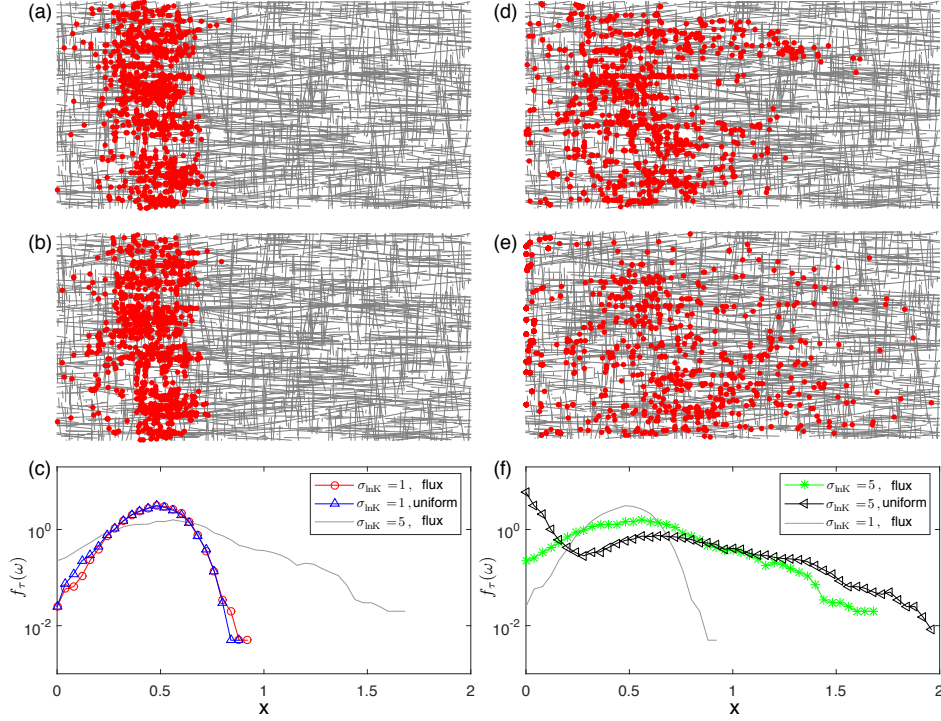 (a)
(d)
(b)
(e)
(c)
σlnK =1, flux
σlnK =1,uniform
σlnK =5, flux
10^0
10^-2
fτ(ω)
0 0.5 1 1.5 2
x
(f)
σlnK =5, flux
σlnK =5,uniform
σlnK =1, flux
10^0
10^-2
fτ(ω)
0 0.5 1 1.5 2
x